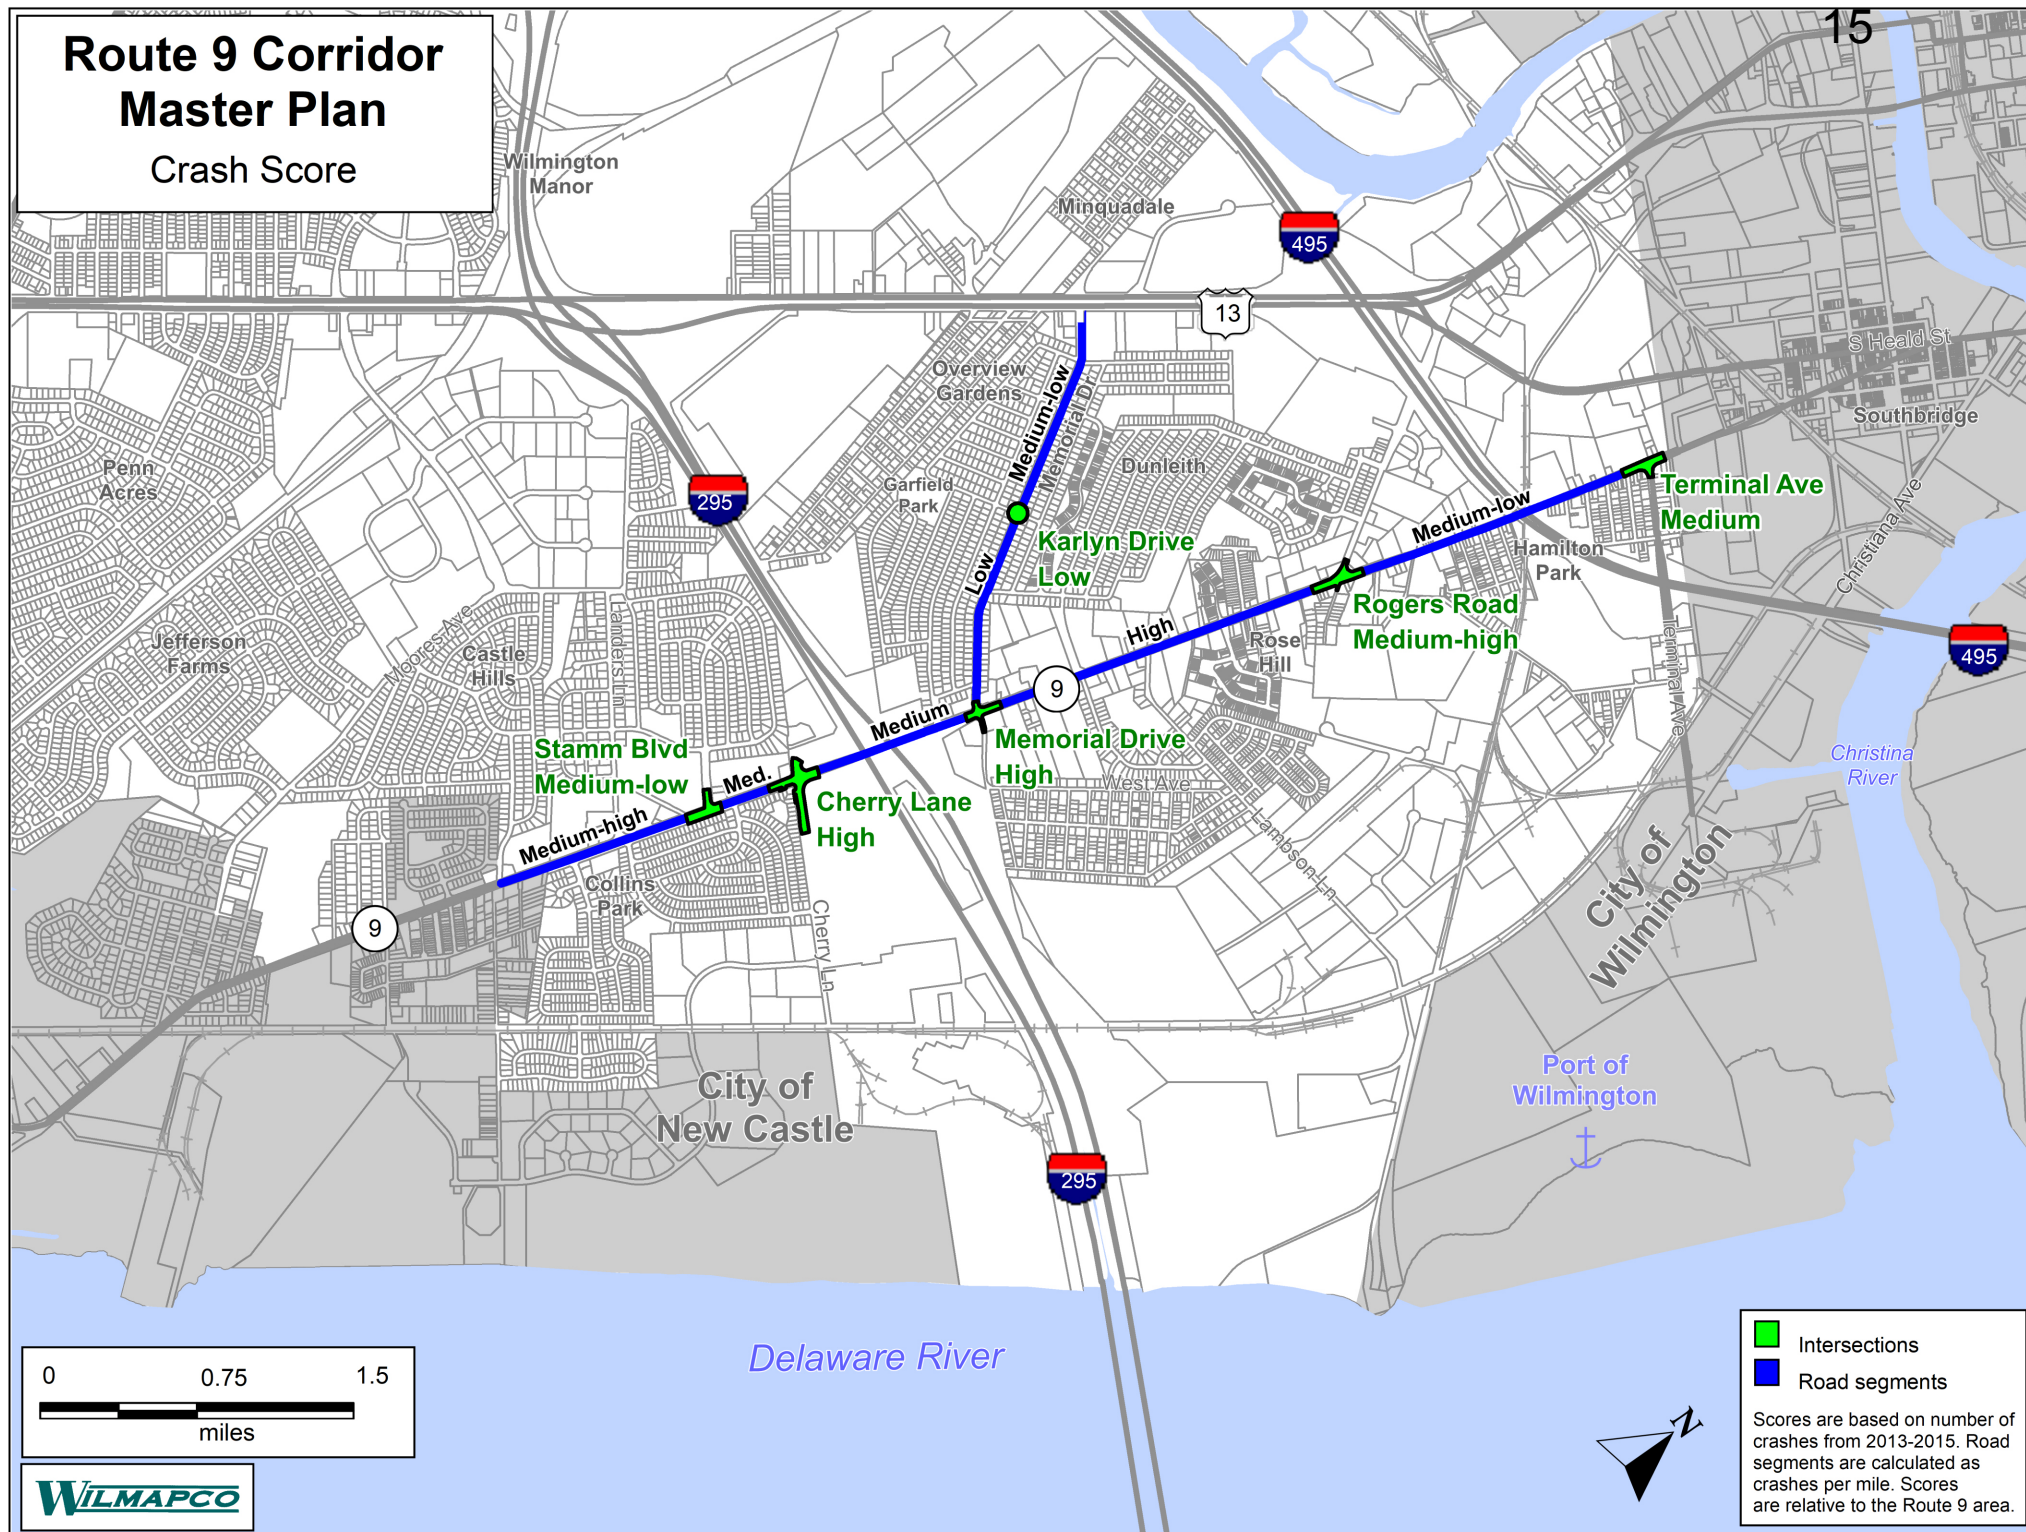 15
Route 9 Corridor
Master Plan
Crash Score
Wilmington
Manor
Minquadale
495
13
S Heald St
Southbridge
Overview
Gardens
Medium-low
Memorial Dr
Dunleith
Penn
Acres
Garfield
Park
295
Terminal Ave
Medium
Medium-low
Christiana Ave
Karlyn Drive
Low
Low
Hamilton
Park
Rogers Road
Medium-high
High
Rose
Hill
Jefferson
Farms
Moores Ave
Castle
Hills
Landers Ln
Terminal Ave
495
9
Medium
Memorial Drive
High
West Ave
Stamm Blvd
Medium-low
Med.
Cherry Lane
High
Medium-high
Christina
River
Lambson Ln
Collins
Park
Cherry Ln
9
City of
Wilmington
City of
New Castle
Port of
Wilmington
295
Delaware River
0 0.75 1.5
miles
WILMAPCO
N
Intersections
Road segments
Scores are based on number of
crashes from 2013-2015. Road
segments are calculated as
crashes per mile. Scores
are relative to the Route 9 area.